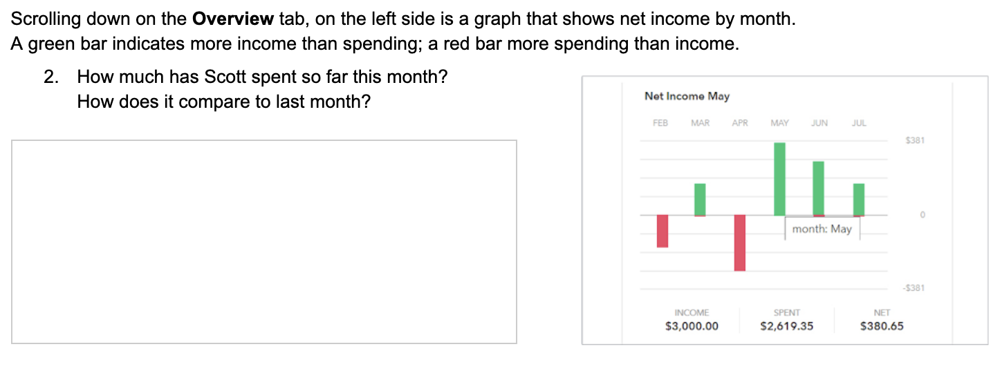 Scrolling down on the Overview tab, on the left side is a graph that shows net income by month.
A green bar indicates more income than spending; a red bar more spending than income.
2. How much has Scott spent so far this month?
How does it compare to last month?
Net Income May
FEB MAR APR MAY JUN JUL
$381
0
month: May
-$381
INCOME SPENT NET
$3,000.00 $2,619.35 $380.65